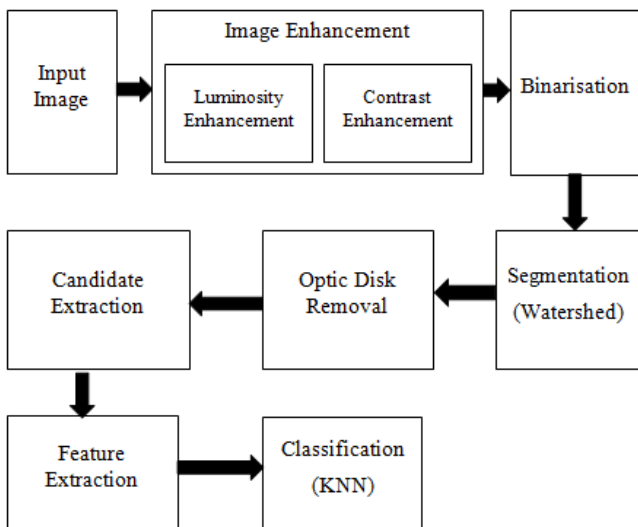 Input
Image
Image Enhancement
Luminosity
Enhancement
Contrast
Enhancement
Binarisation
Segmentation
(Watershed)
Optic Disk
Removal
Candidate
Extraction
Feature
Extraction
Classification
(KNN)